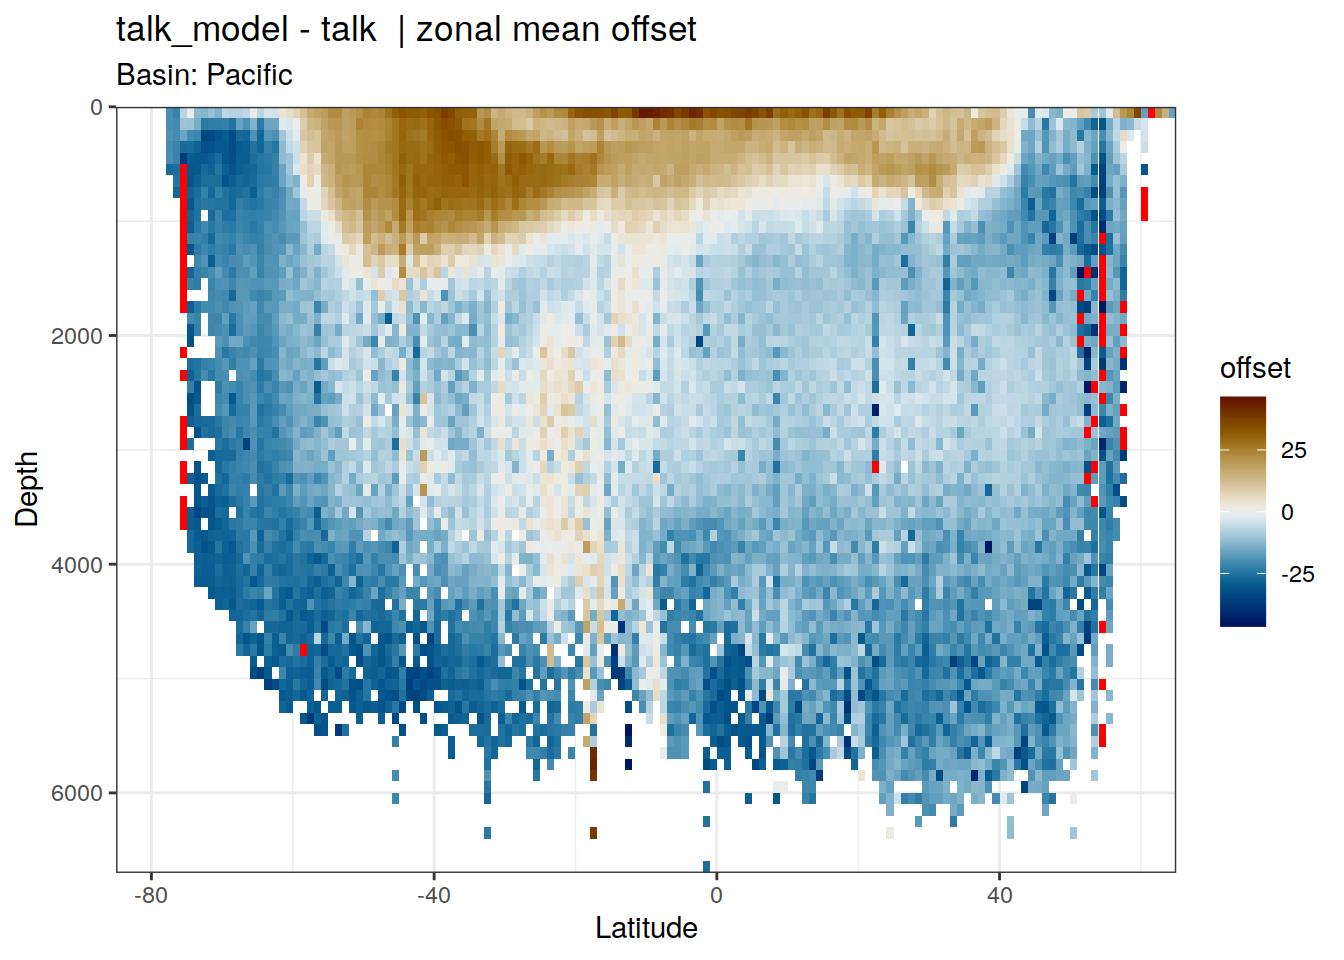 talk_model - talk  | zonal mean offset
Basin: Pacific
0
2000
4000
6000
Depth
-80
-40
0
40
Latitude
offset
25
0
-25